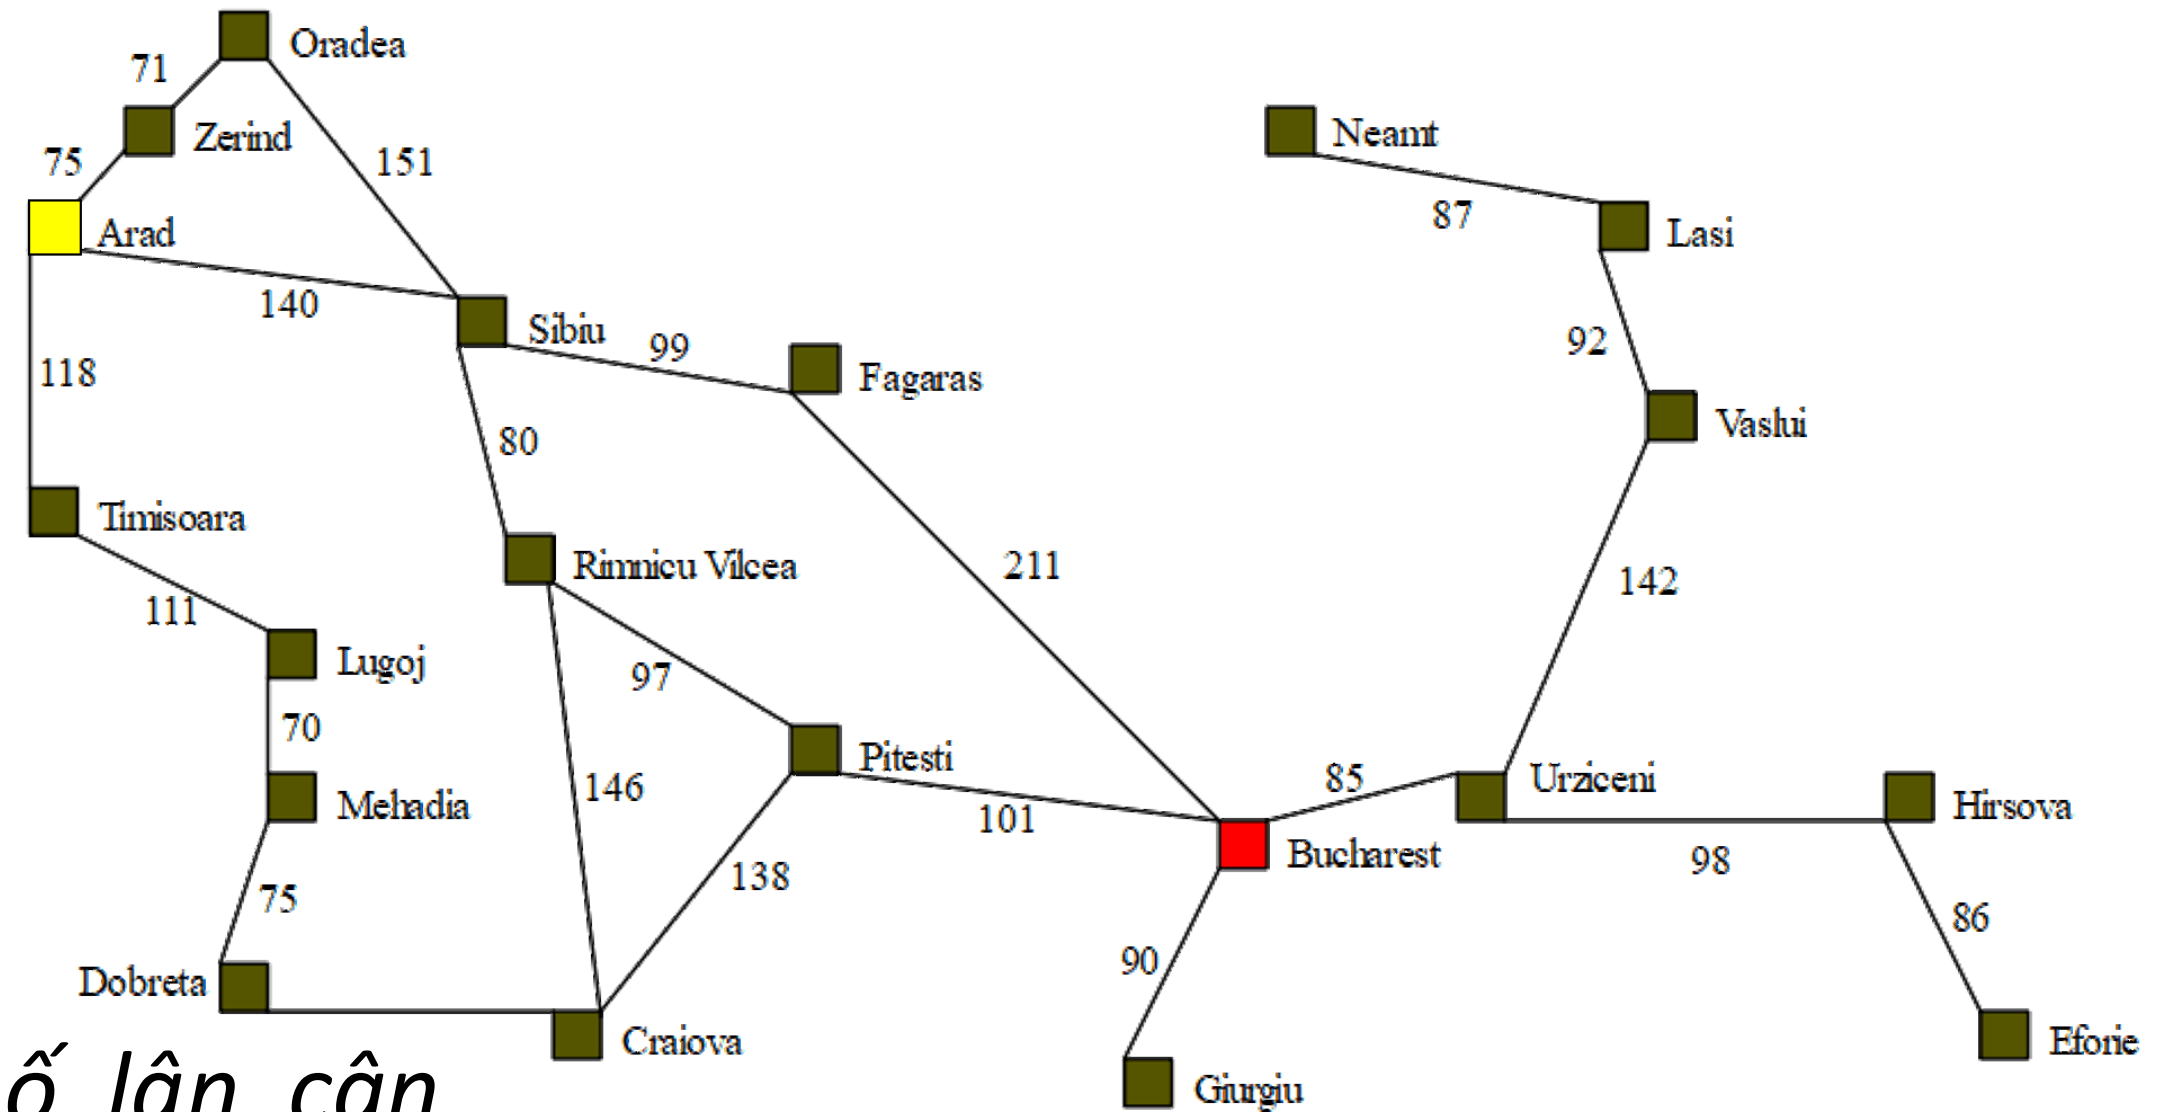 Oradea
71
Zerind
Neamt
75
151
87
Arad
Lasi
140
Sibiu
99
92
118
Fagaras
Vaslui
80
Timisoara
Rimnicu Vilcea
211
142
111
Lugoj
97
70
Pitesti
85
Urziceni
146
Mehadia
101
Hirsova
Bucharest
98
138
75
86
90
Dobreta
Craiova
Eforie
Giurgiu
lân cân